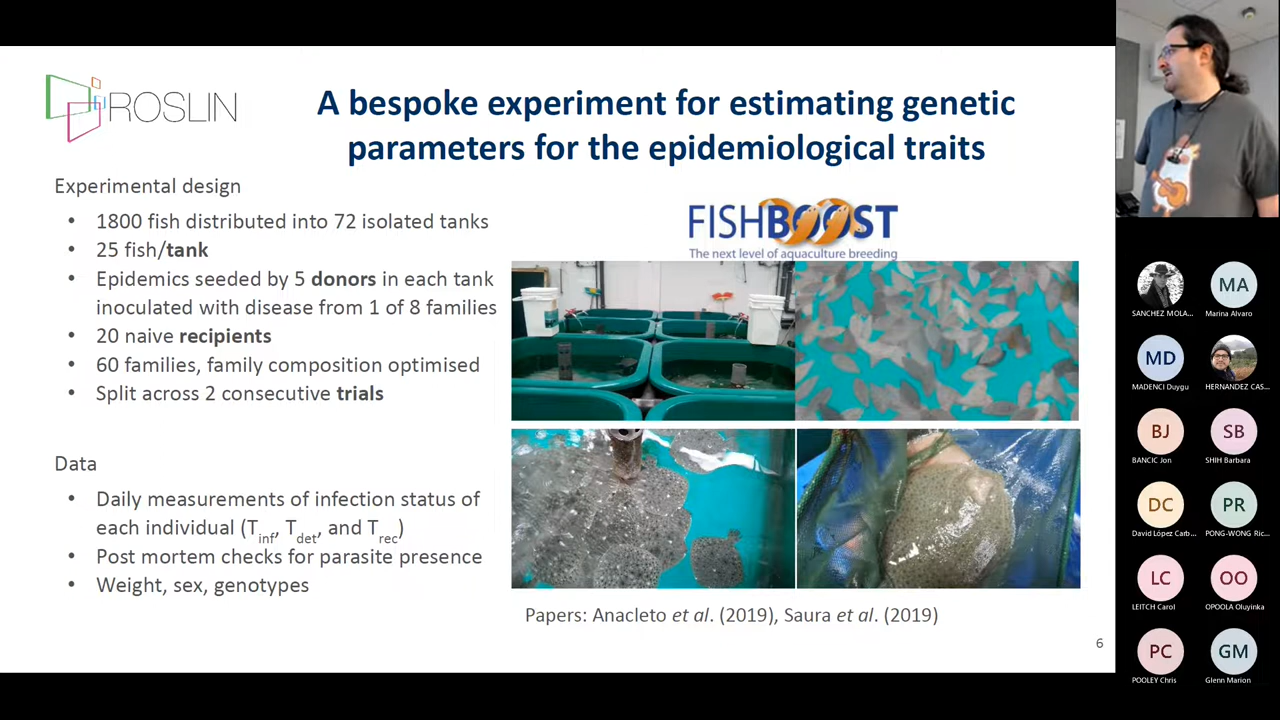 ROSLIN
A bespoke experiment for estimating genetic
parameters for the epidemiological traits
Experimental design
• 1800 fish distributed into 72 isolated tanks
• 25 fish/tank
• Epidemics seeded by 5 donors in each tank
inoculated with disease from 1 of 8 families
• 20 naive recipients
• 60 families, family composition optimised
• Split across 2 consecutive trials
Data
• Daily measurements of infection status of
each individual (Tinf, Tdet, and Trec)
• Post mortem checks for parasite presence
• Weight, sex, genotypes
FISHBOOST
The next level of aquaculture breeding
Papers: Anacleto et al. (2019), Saura et al. (2019)
6
SANCHEZ MOLA...
MA
Marina Alvaro
MD
MADENCI Duygu
HERNANDEZ CAS...
BJ
BANCIC Jon
SB
SHIH Barbara
DC
David López Carb...
PR
PONG-WONG Ric...
LC
LEITCH Carol
OO
OPOOLA Oluyinka
PC
POOLEY Chris
GM
Glenn Marion